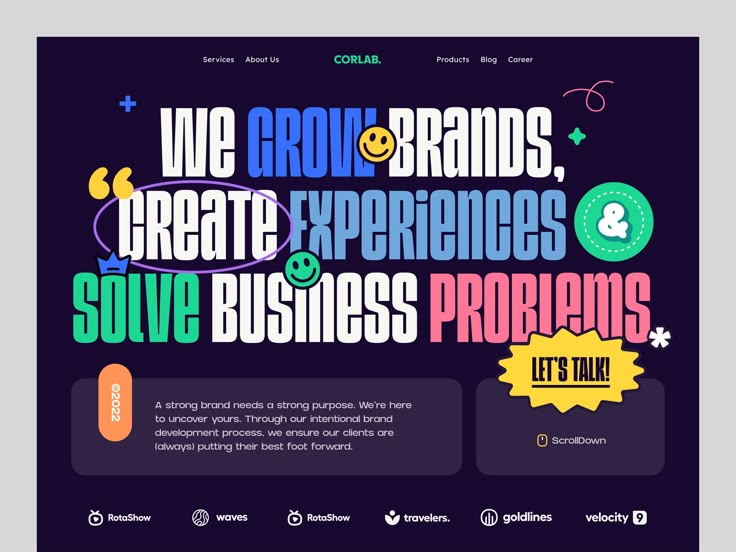 Services About Us CORLAB. Products Blog Career
We GROW BRanDS,
“
CReaTe EXPeRienCeS &
SOLVe BUSIneSS PROBlemS*
LET'S TALK!
©2022
A strong brand needs a strong purpose. We're here
to uncover yours. Through our intentional brand
development process, we ensure our clients are
(always) putting their best foot forward.
ScrollDown
RotaShow waves RotaShow travelers. goldlines velocity 9